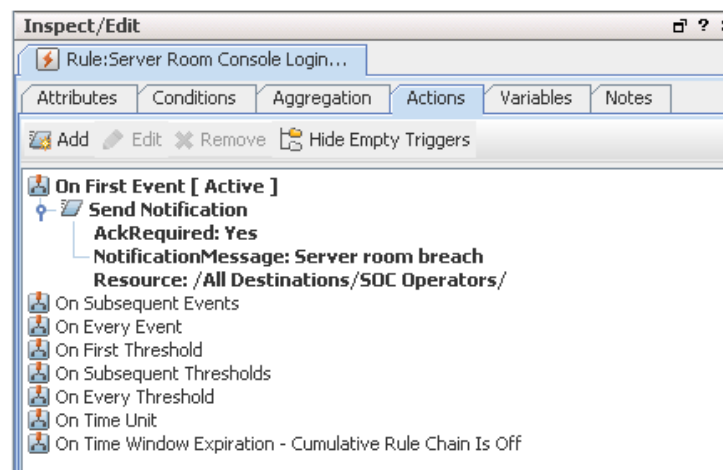 Inspect/Edit
?
Rule:Server Room Console Login...
Attributes Conditions Aggregation Actions Variables Notes
Add Edit Remove Hide Empty Triggers
On First Event [ Active ]
Send Notification
AckRequired: Yes
NotificationMessage: Server room breach
Resource: /All Destinations/SOC Operators/
On Subsequent Events
On Every Event
On First Threshold
On Subsequent Thresholds
On Every Threshold
On Time Unit
On Time Window Expiration - Cumulative Rule Chain Is Off